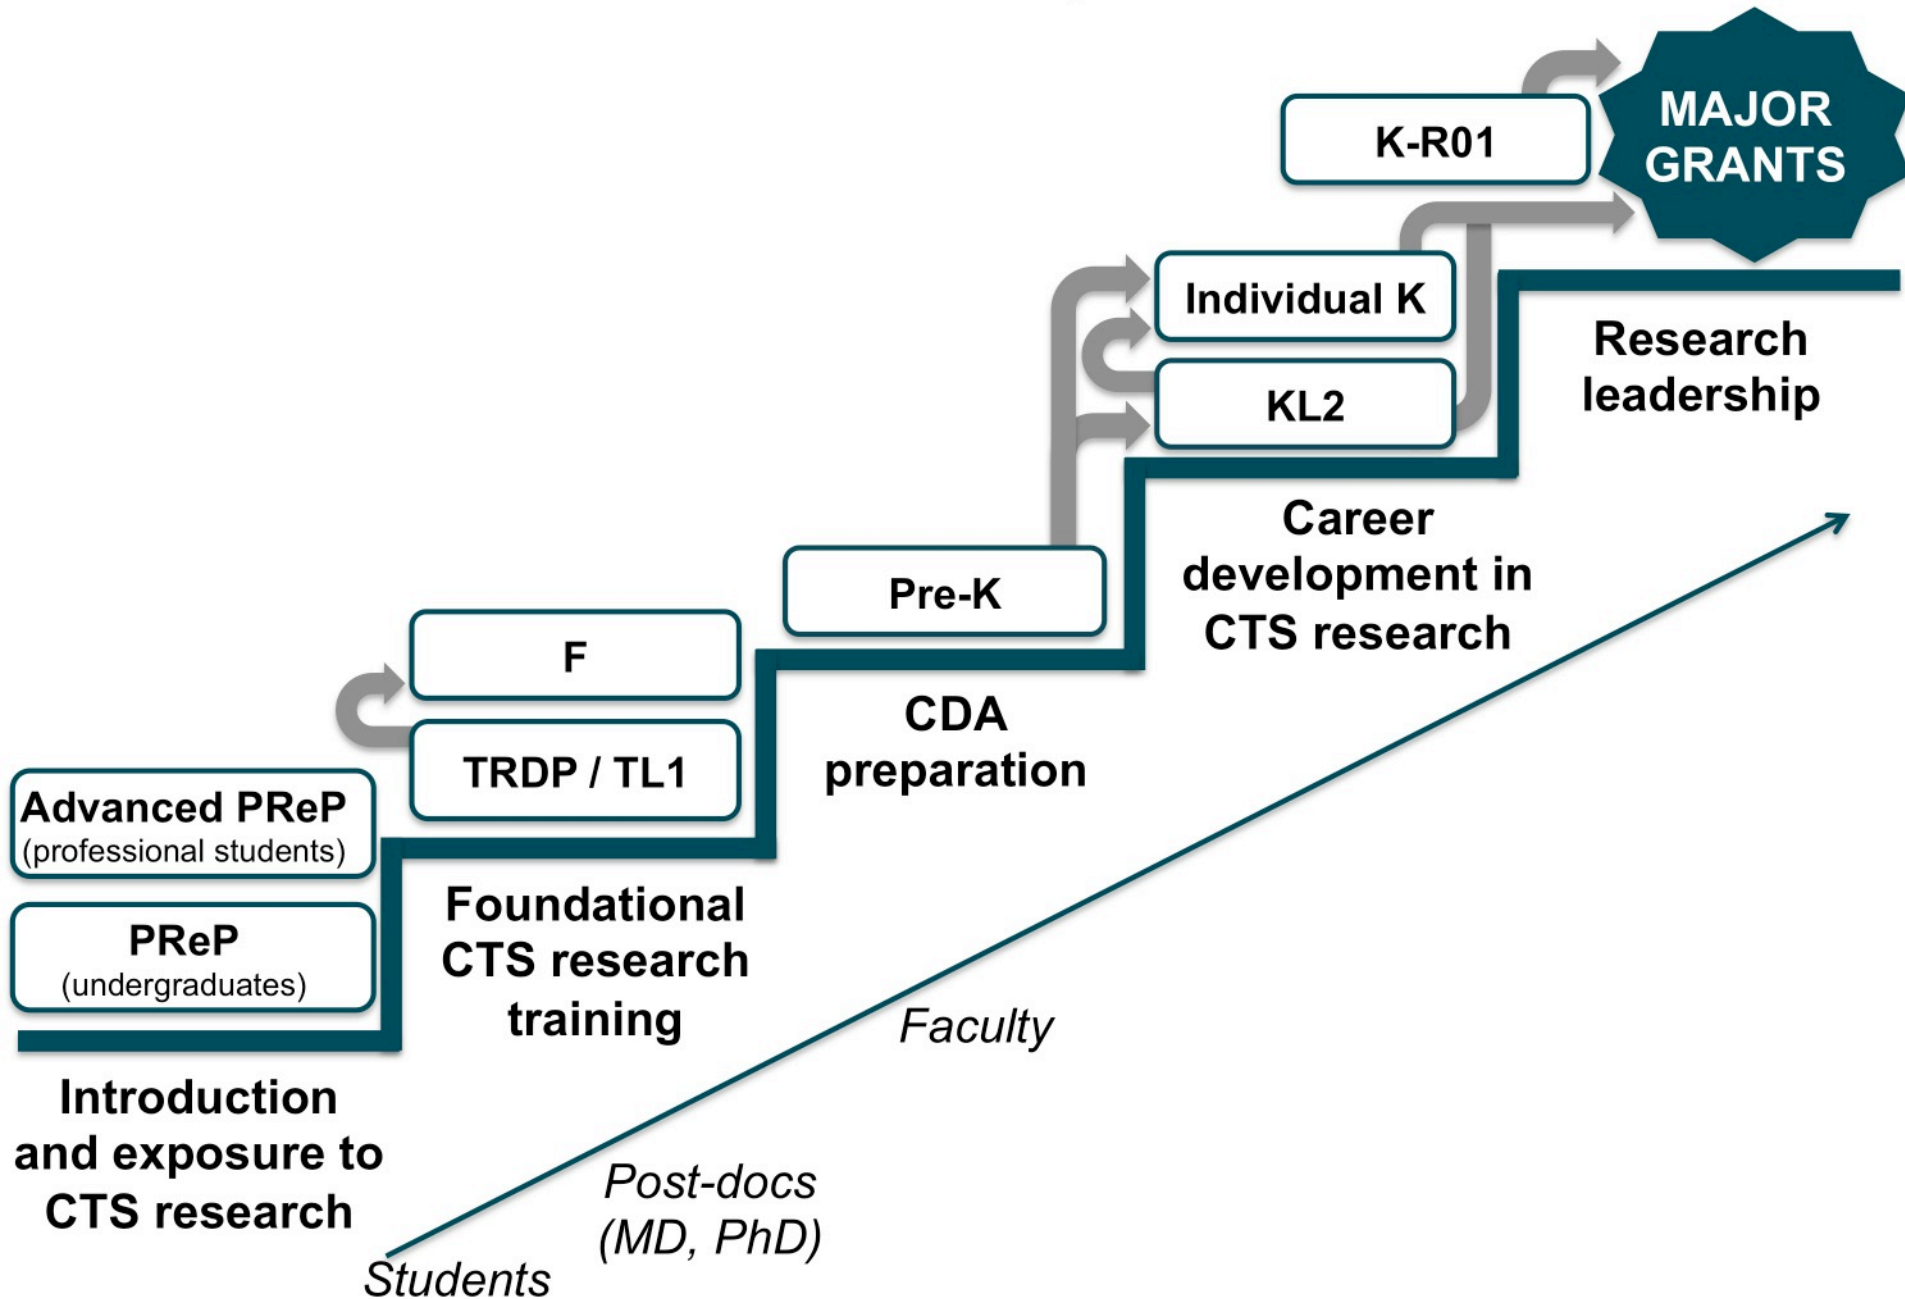 MAJOR
GRANTS
K-R01
Individual K
KL2
Research
leadership
Pre-K
Career
development in
CTS research
F
TRDP / TL1
CDA
preparation
Advanced PReP
(professional students)
PReP
(undergraduates)
Foundational
CTS research
training
Introduction
and exposure to
CTS research
Faculty
Post-docs
(MD, PhD)
Students